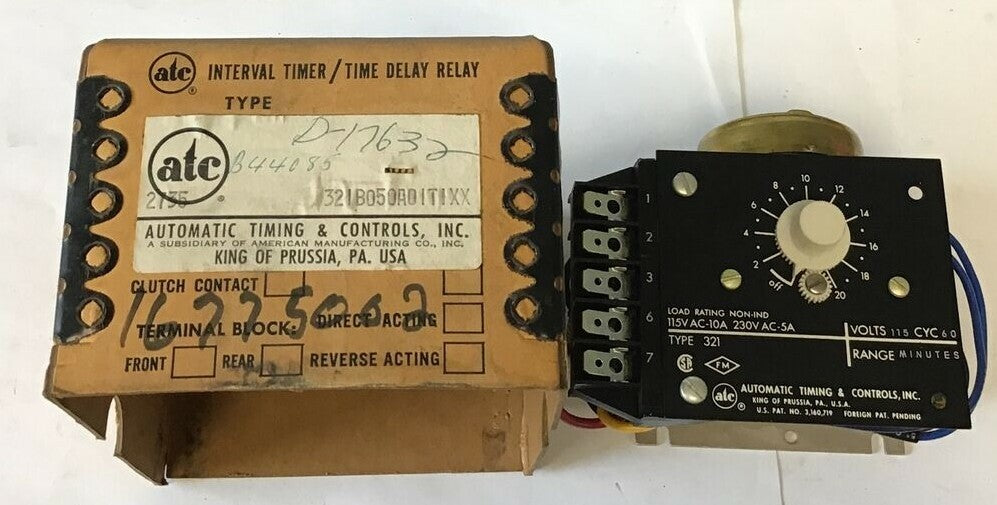 atc ® INTERVAL TIMER / TIME DELAY RELAY
TYPE
D-17632
B44085
atc ®
2735 321B050A01T1XX
AUTOMATIC TIMING & CONTROLS, INC.
A SUBSIDIARY OF AMERICAN MANUFACTURING CO., INC.
KING OF PRUSSIA, PA. USA
CLUTCH CONTACT
TERMINAL BLOCK: DIRECT ACTING
FRONT REAR REVERSE ACTING
1
2
3
6
7
off 2 4 6 8 10 12 14 16 18 20
LOAD RATING NON-IND
115V AC-10A 230V AC-5A
TYPE 321
VOLTS 115 CYC 60
RANGE MINUTES
SA FM
atc ® AUTOMATIC TIMING & CONTROLS, INC.
KING OF PRUSSIA, PA., U.S.A.
U.S. PAT. NO. 3,160,719 FOREIGN PAT. PENDING